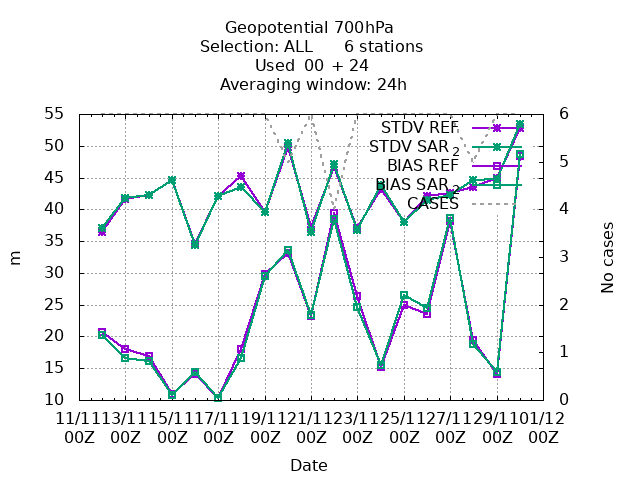 Geopotential 700hPa
Selection: ALL      6 stations
Used  00 + 24
Averaging window: 24h
55
50
45
40
35
30
25
20
15
10
6
5
4
3
2
1
0
STDV REF
STDV SAR 2
BIAS REF
BIAS SAR 2
CASES
m
No cases
11/11 13/11 15/11 17/11 19/11 21/11 23/11 25/11 27/11 29/11 01/12
00Z 00Z 00Z 00Z 00Z 00Z 00Z 00Z 00Z 00Z 00Z
Date